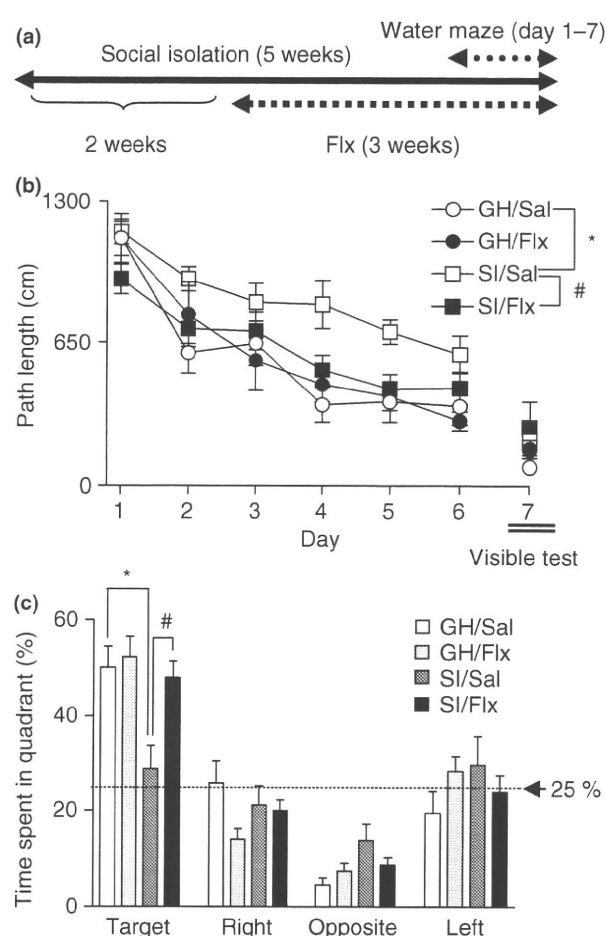 (a)
Water maze (day 1–7)
Social isolation (5 weeks)
2 weeks
Flx (3 weeks)
(b)
1300
650
0
Path length (cm)
GH/Sal
GH/Flx
SI/Sal
SI/Flx
*
#
1 2 3 4 5 6 7
Day
Visible test
(c)
60
40
20
0
Time spent in quadrant (%)
*
#
GH/Sal
GH/Flx
SI/Sal
SI/Flx
25 %
Target Right Opposite Left